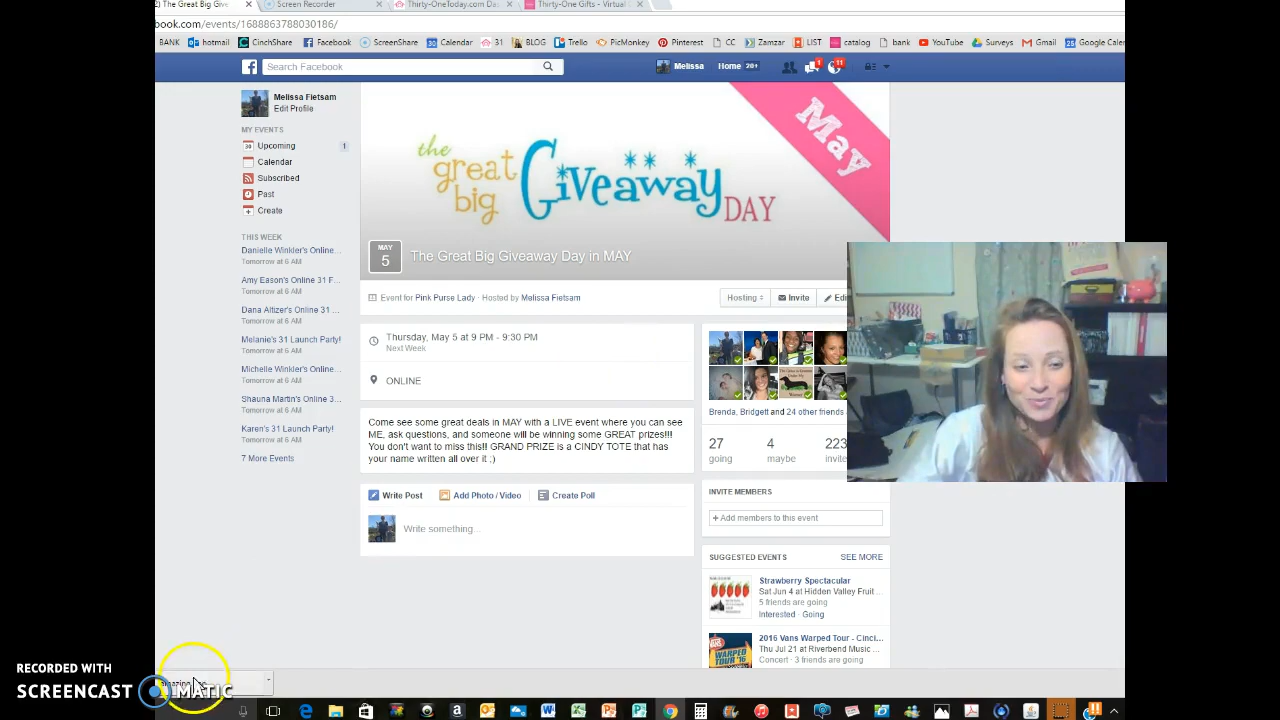 The Great Big Give
Screen Recorder
Thirty-OneToday.com Da
Thirty-One Gifts - Virtual
book.com/events/1688863788030186/
BANK hotmail CinchShare Facebook ScreenShare Calendar 31 BLOG Trello PicMonkey Pinterest CC Zamzar LIST catalog bank YouTube Surveys Gmail Google Cale
Search Facebook
Melissa Home 20+
1
11
Melissa Fietsam
Edit Profile
MY EVENTS
Upcoming 1
Calendar
Subscribed
Past
Create
THIS WEEK
Danielle Winkler's Online...
Tomorrow at 6 AM
Amy Eason's Online 31 F...
Tomorrow at 6 AM
Dana Altizer's Online 31 ...
Tomorrow at 6 AM
Melanie's 31 Launch Party!
Tomorrow at 6 AM
Michelle Wright's Online...
Tomorrow at 6 AM
Shauna Martin's Online 3...
Tomorrow at 6 AM
Karen's 31 Launch Party!
Tomorrow at 6 AM
7 More Events
the great big Giveaway DAY
May
MAY
5
The Great Big Giveaway Day in MAY
Event for Pink Purse Lady · Hosted by Melissa Fietsam
Hosting
Invite
Edi
Thursday, May 5 at 9 PM - 9:30 PM
Next Week
ONLINE
Come see some great deals in MAY with a LIVE event where you can see
ME, ask questions, and someone will be winning some GREAT prizes!!!
You don't want to miss this!! GRAND PRIZE is a CINDY TOTE that has
your name written all over it ;)
Write Post
Add Photo / Video
Create Poll
Write something...
Brenda, Bridgett and 24 other friends
27 4 223
going maybe invite
INVITE MEMBERS
+ Add members to this event
SUGGESTED EVENTS SEE MORE
Strawberry Spectacular
Sat Jun 4 at Hidden Valley Fruit ...
5 friends are going
Interested · Going
2016 Vans Warped Tour - Cinci...
Thu Jul 21 at Riverbend Music ...
Concert · 3 friends are going
RECORDED WITH
SCREENCAST MATIC